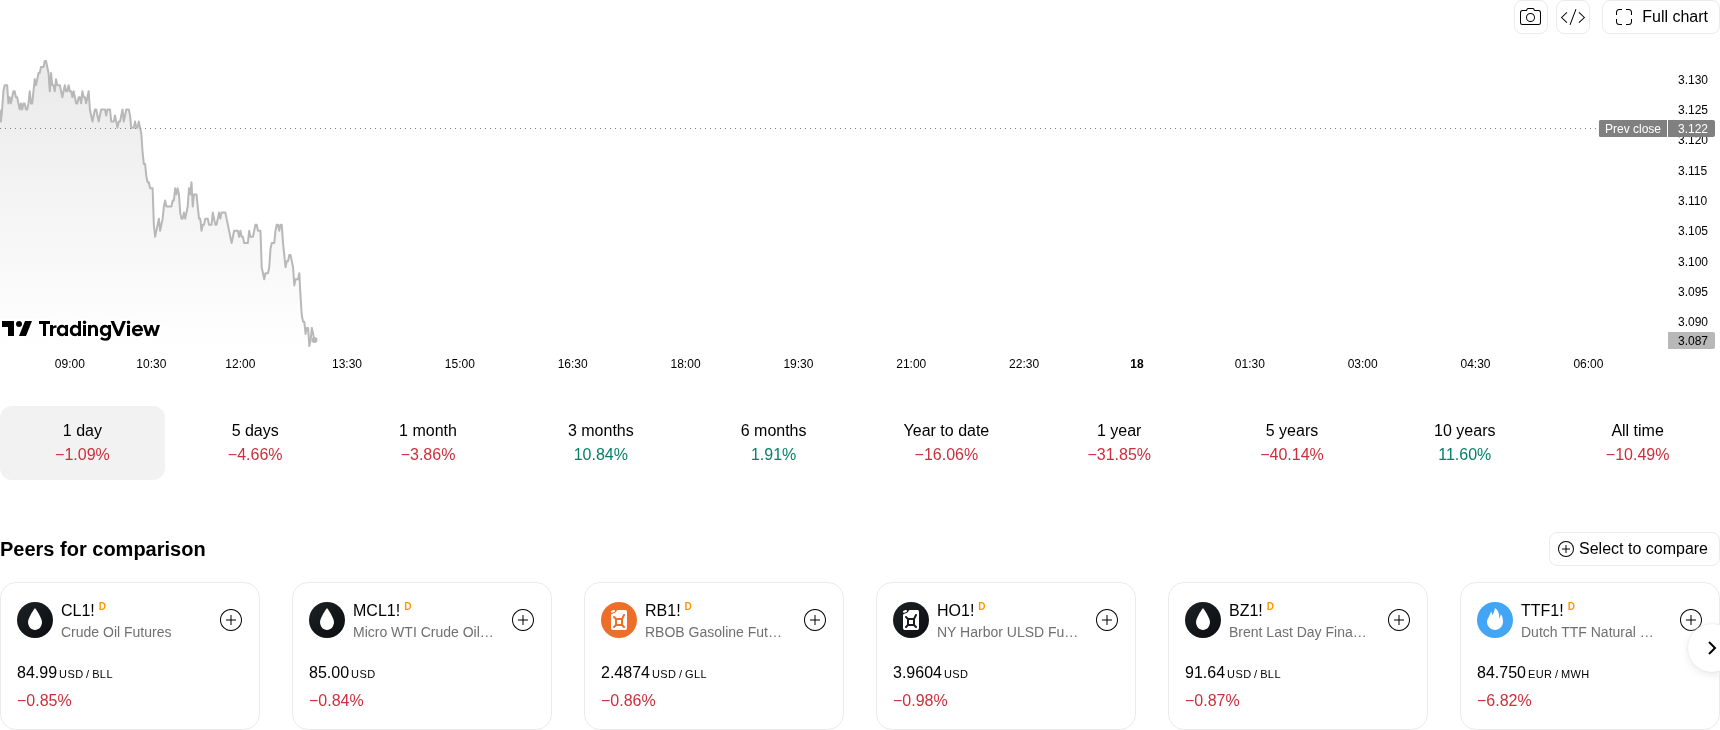 Full chart
3.130
3.125
Prev close 3.122
3.120
3.115
3.110
3.105
3.100
3.095
3.090
3.087
TradingView
09:00 10:30 12:00 13:30 15:00 16:30 18:00 19:30 21:00 22:30 18 01:30 03:00 04:30 06:00
1 day 5 days 1 month 3 months 6 months Year to date 1 year 5 years 10 years All time
−1.09% −4.66% −3.86% 10.84% 1.91% −16.06% −31.85% −40.14% 11.60% −10.49%
Peers for comparison
Select to compare
CL1! D
Crude Oil Futures
84.99 USD / BLL
−0.85%
MCL1! D
Micro WTI Crude Oil…
85.00 USD
−0.84%
RB1! D
RBOB Gasoline Fut…
2.4874 USD / GLL
−0.86%
HO1! D
NY Harbor ULSD Fu…
3.9604 USD
−0.98%
BZ1! D
Brent Last Day Fina…
91.64 USD / BLL
−0.87%
TTF1! D
Dutch TTF Natural …
84.750 EUR / MWH
−6.82%